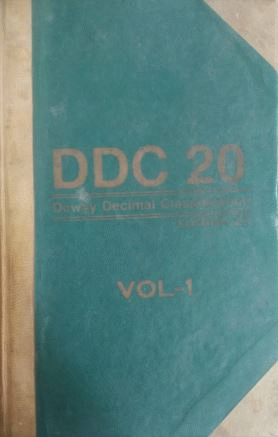 DDC 20
Dewey Decimal Classification
VOL-1